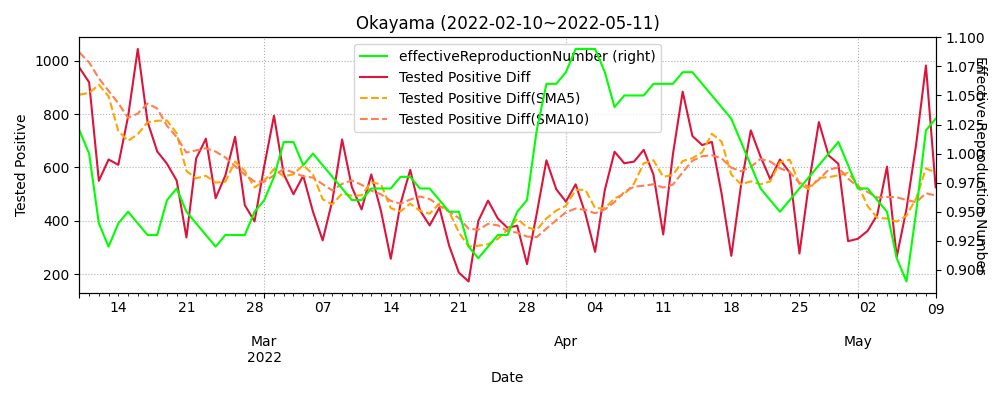 Okayama (2022-02-10~2022-05-11)
effectiveReproductionNumber (right)
Tested Positive Diff
Tested Positive Diff(SMA5)
Tested Positive Diff(SMA10)
Tested Positive
1000
800
600
400
200
1.100
1.075
1.050
1.025
1.000
0.975
0.950
0.925
0.900
Effective Reproduction Number
14 21 28 07 14 21 28 04 11 18 25 02 09
Mar Apr May
2022
Date